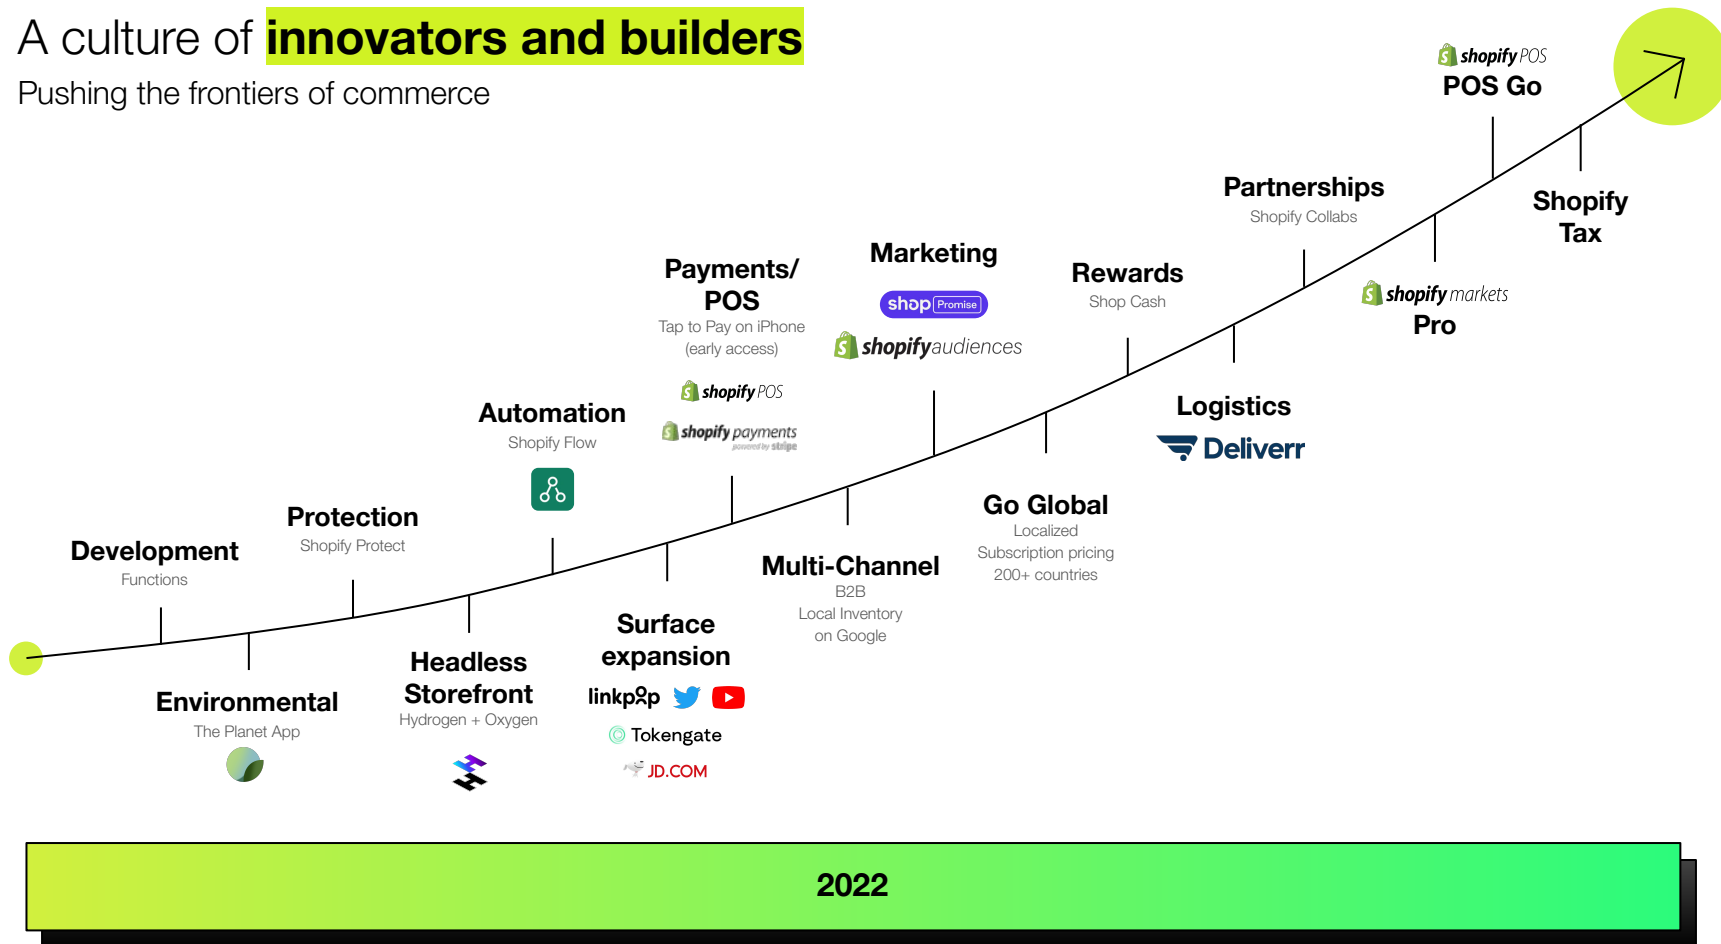 A culture of innovators and builders
Pushing the frontiers of commerce
Development
Functions
Environmental
The Planet App
Protection
Shopify Protect
Headless
Storefront
Hydrogen + Oxygen
Automation
Shopify Flow
Surface
expansion
linkpop
Tokengate
JD.COM
Payments/
POS
Tap to Pay on iPhone
(early access)
shopify POS
shopify payments
powered by stripe
Multi-Channel
B2B
Local Inventory
on Google
Marketing
shop Promise
shopifyaudiences
Go Global
Localized
Subscription pricing
200+ countries
Rewards
Shop Cash
Logistics
Deliverr
Partnerships
Shopify Collabs
shopify markets
Pro
shopify POS
POS Go
Shopify
Tax
2022